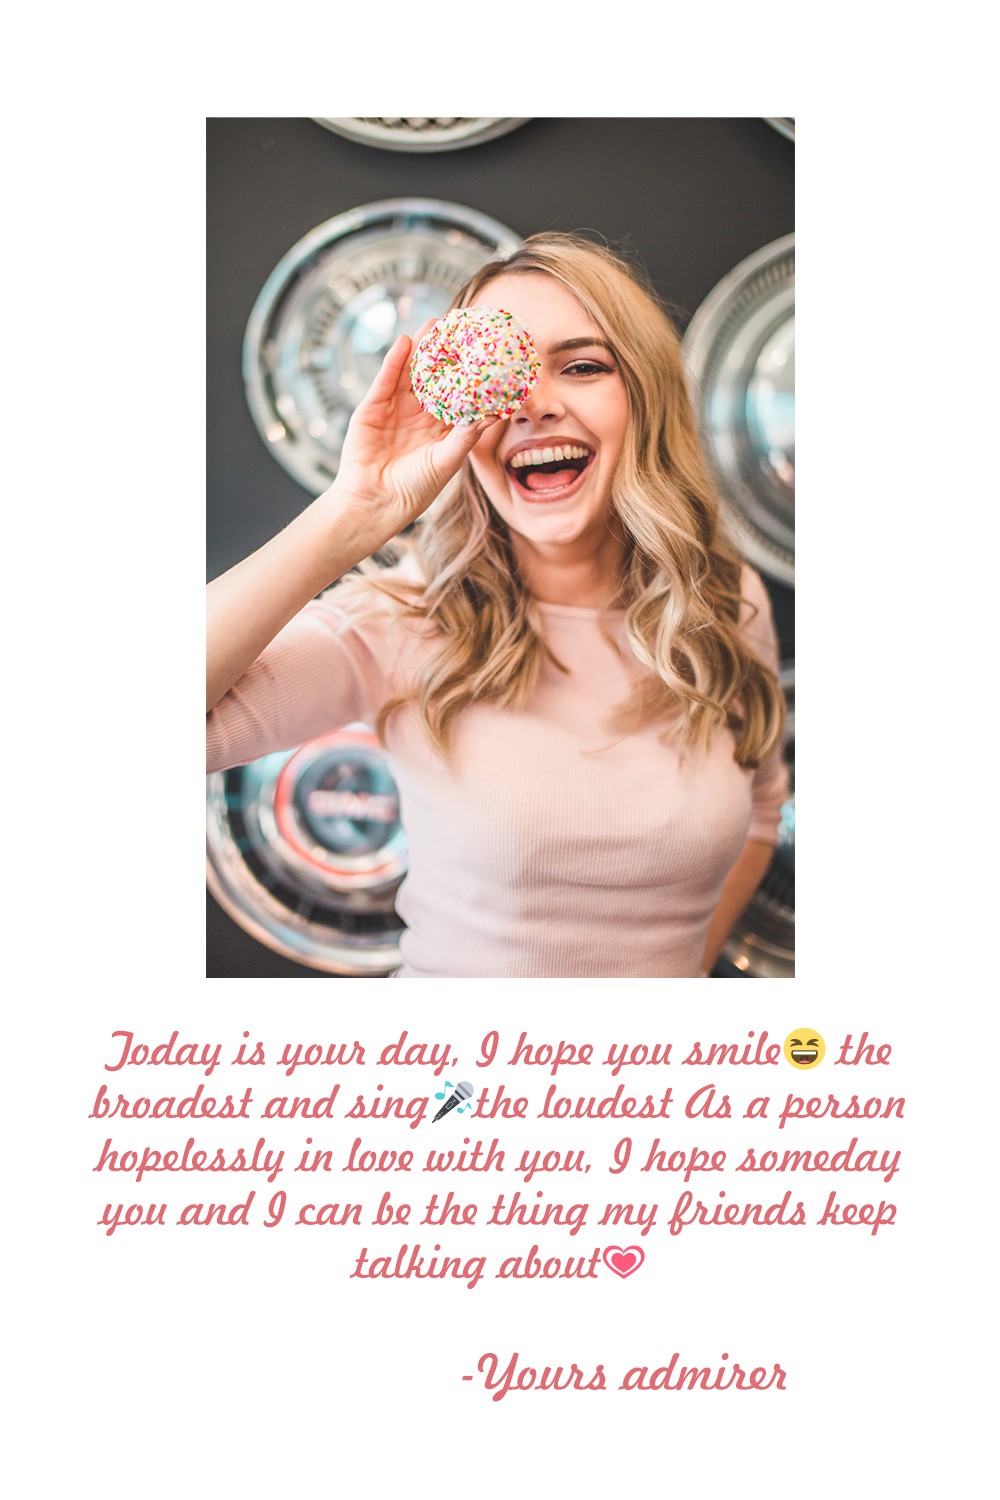 Today is your day, I hope you smile😆 the
broadest and sing🎤the loudest As a person
hopelessly in love with you, I hope someday
you and I can be the thing my friends keep
talking about💗
-Yours admirer